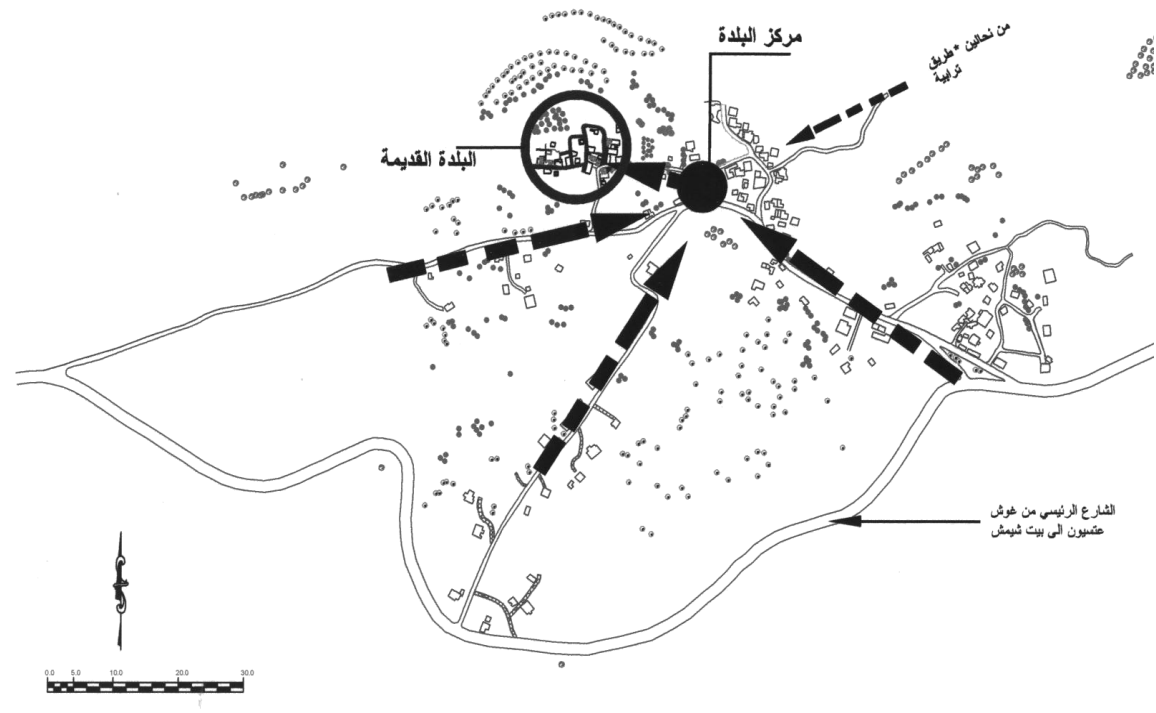 مركز البلدة
من نحالين *طريق
ترابية
البلدة القديمة
الشارع الرئيسي من غوش
عتسيون الى بيت شيمش
0.0 5.0 10.0 20.0 30.0